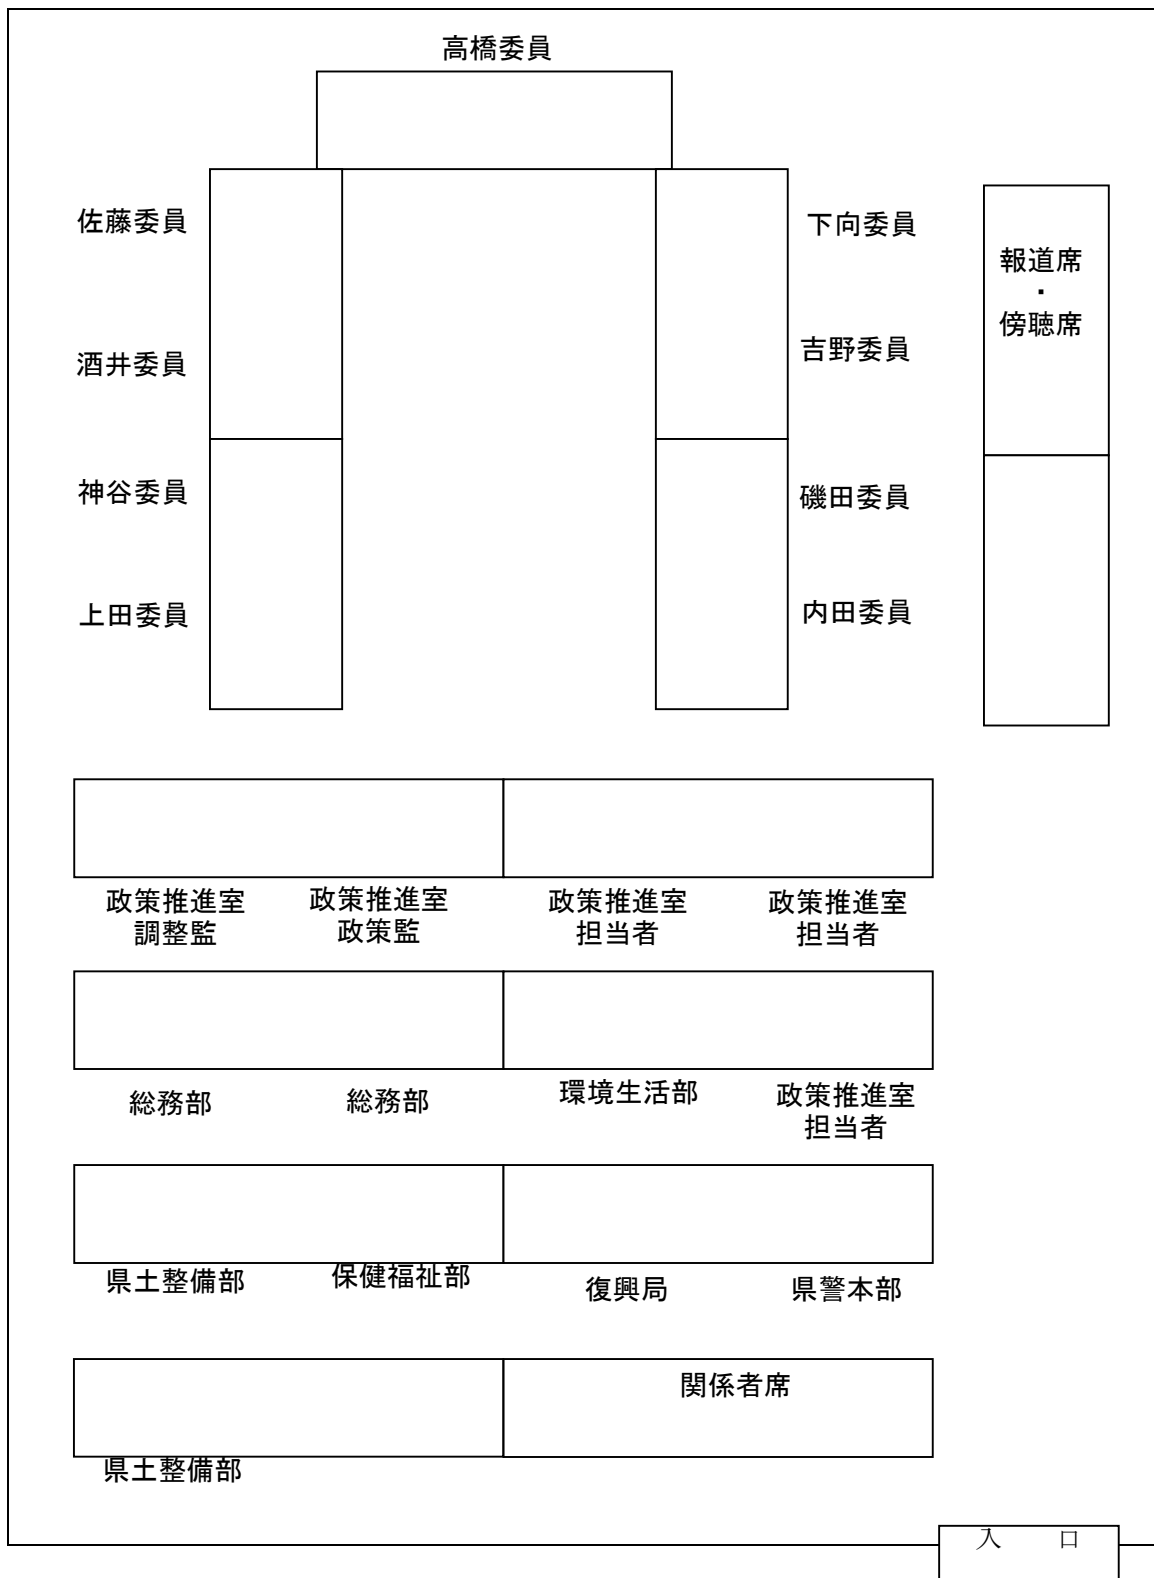 高橋委員
佐藤委員
下向委員
報道席
・
傍聴席
酒井委員
吉野委員
神谷委員
磯田委員
上田委員
内田委員
政策推進室
調整監
政策推進室
政策監
政策推進室
担当者
政策推進室
担当者
総務部
総務部
環境生活部
政策推進室
担当者
県土整備部
保健福祉部
復興局
県警本部
関係者席
県土整備部
入　口